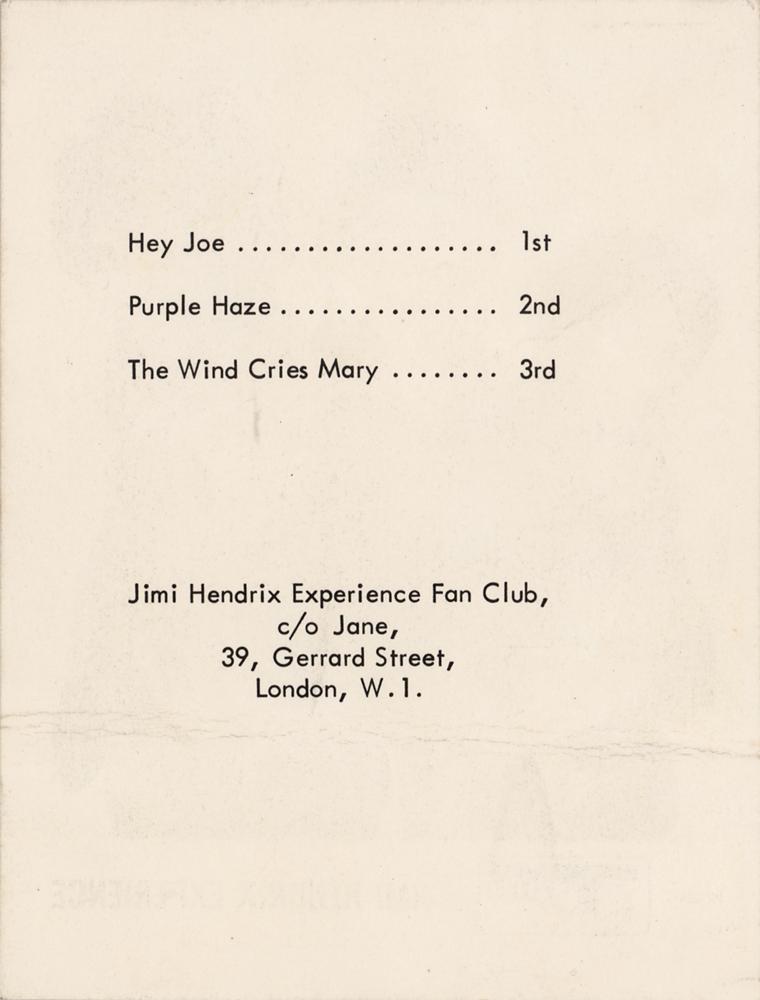 Hey Joe ................... 1st
Purple Haze ................ 2nd
The Wind Cries Mary ........ 3rd
Jimi Hendrix Experience Fan Club,
c/o Jane,
39, Gerrard Street,
London, W.1.